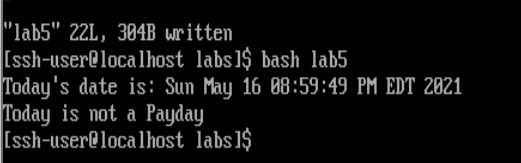 "lab5" 22L, 304B written
[ssh-user@localhost labs]$ bash lab5
Today's date is: Sun May 16 08:59:49 PM EDT 2021
Today is not a Payday
[ssh-user@localhost labs]$